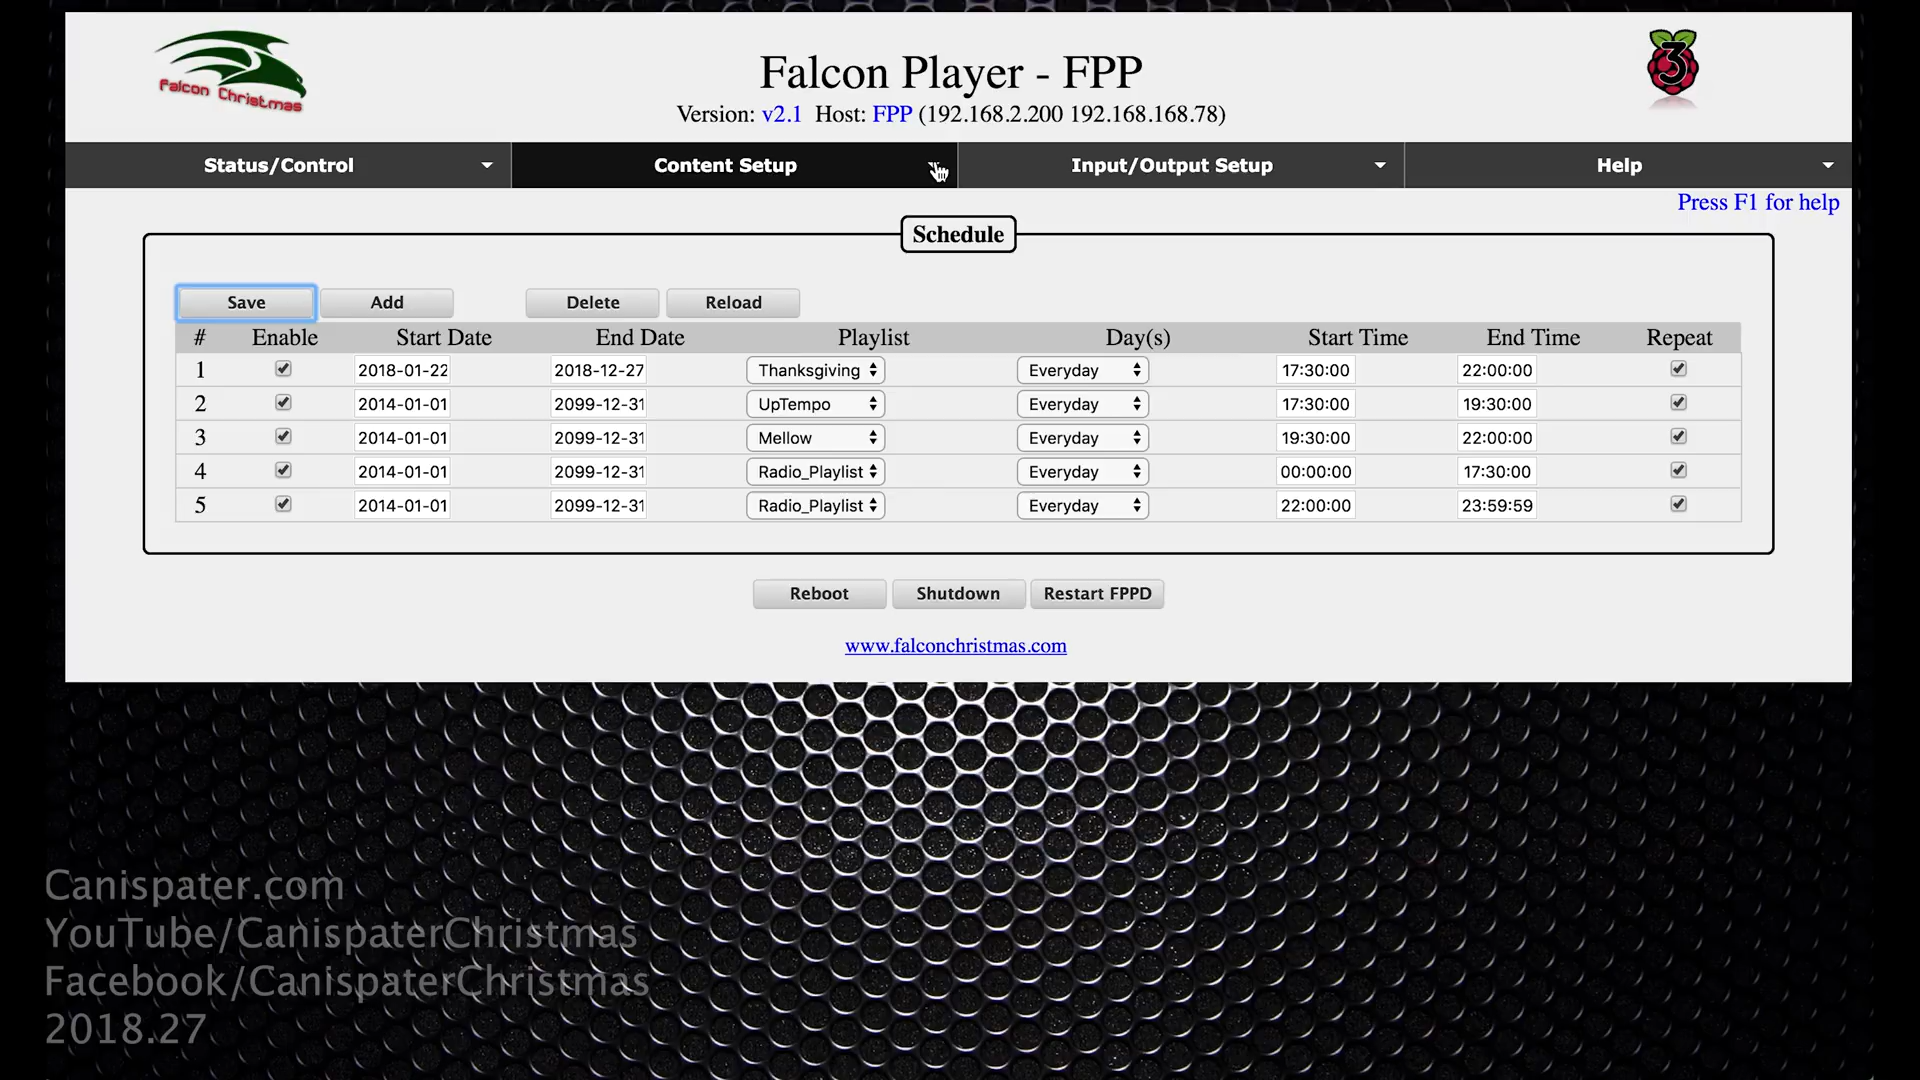 Falcon Christmas
Falcon Player - FPP
3
Version: v2.1 Host: FPP (192.168.2.200 192.168.168.78)
Status/Control Content Setup Input/Output Setup Help
Press F1 for help
Schedule
Save Add Delete Reload
# Enable Start Date End Date Playlist Day(s) Start Time End Time Repeat
1 2018-01-22 2018-12-27 Thanksgiving Everyday 17:30:00 22:00:00
2 2014-01-01 2099-12-31 UpTempo Everyday 17:30:00 19:30:00
3 2014-01-01 2099-12-31 Mellow Everyday 19:30:00 22:00:00
4 2014-01-01 2099-12-31 Radio_Playlist Everyday 00:00:00 17:30:00
5 2014-01-01 2099-12-31 Radio_Playlist Everyday 22:00:00 23:59:59
Reboot Shutdown Restart FPPD
www.falconchristmas.com
Canispater.com
YouTube/CanispaterChristmas
Facebook/CanispaterChristmas
2018.27